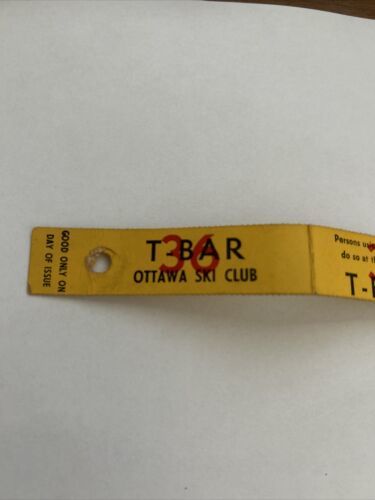 GOOD ONLY ON
DAY OF ISSUE
T-BAR
36
OTTAWA SKI CLUB
Persons
do so at
T-